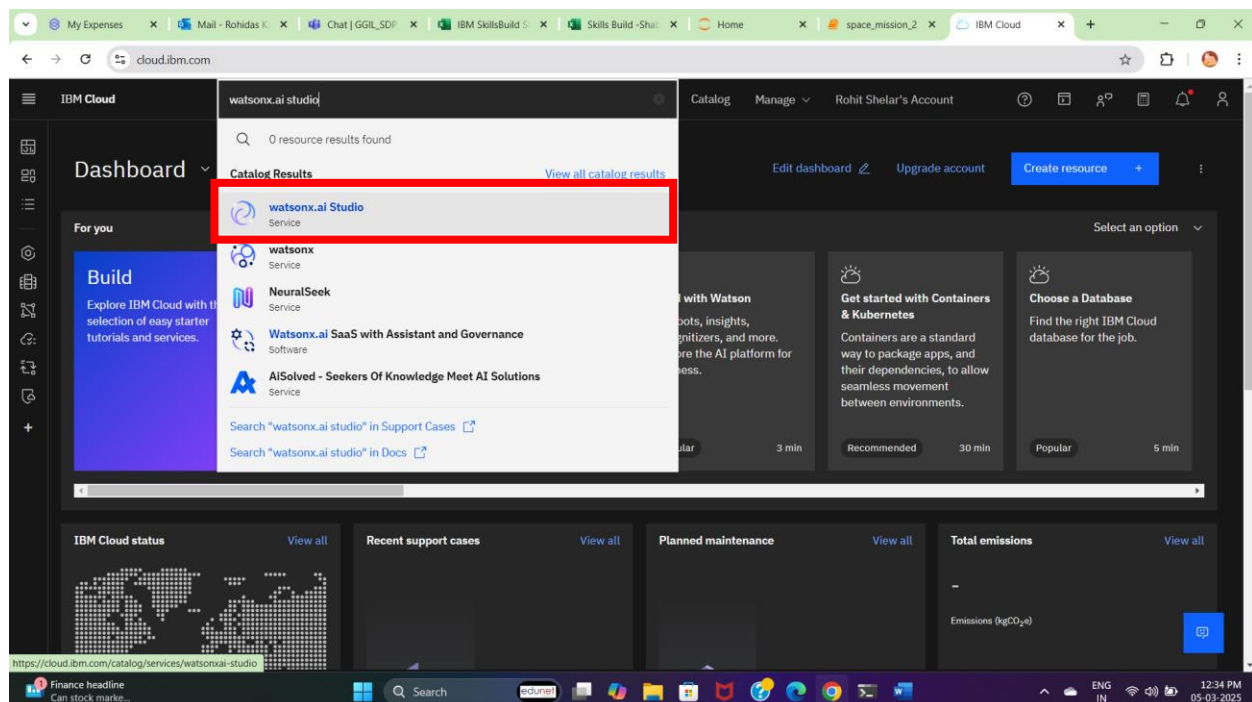 My Expenses
Mail - Rohidas K
Chat | GGIL_SDP
IBM SkillsBuild S
Skills Build -Sha
Home
space_mission_2
IBM Cloud
cloud.ibm.com
IBM Cloud
watsonx.ai studio
Catalog
Manage
Rohit Shelar's Account
0 resource results found
Dashboard
Catalog Results
View all catalog results
Edit dashboard
Upgrade account
Create resource +
watsonx.ai Studio
Service
For you
Select an option
watsonx
Service
Build
Explore IBM Cloud with th
selection of easy starter
tutorials and services.
NeuralSeek
Service
Watsonx.ai SaaS with Assistant and Governance
Software
AiSolved - Seekers Of Knowledge Meet AI Solutions
Service
Search "watsonx.ai studio" in Support Cases
Search "watsonx.ai studio" in Docs
with Watson
ots, insights,
gnitizers, and more.
ore the AI platform for
ness.
ular
3 min
Get started with Containers
& Kubernetes
Containers are a standard
way to package apps, and
their dependencies, to allow
seamless movement
between environments.
Recommended
30 min
Choose a Database
Find the right IBM Cloud
database for the job.
Popular
5 min
IBM Cloud status
View all
Recent support cases
View all
Planned maintenance
View all
Total emissions
View all
–
Emissions (kgCO₂e)
https://cloud.ibm.com/catalog/services/watsonxai-studio
1
Finance headline
Can stock marke...
Search
edunet
ENG
IN
12:34 PM
05-03-2025